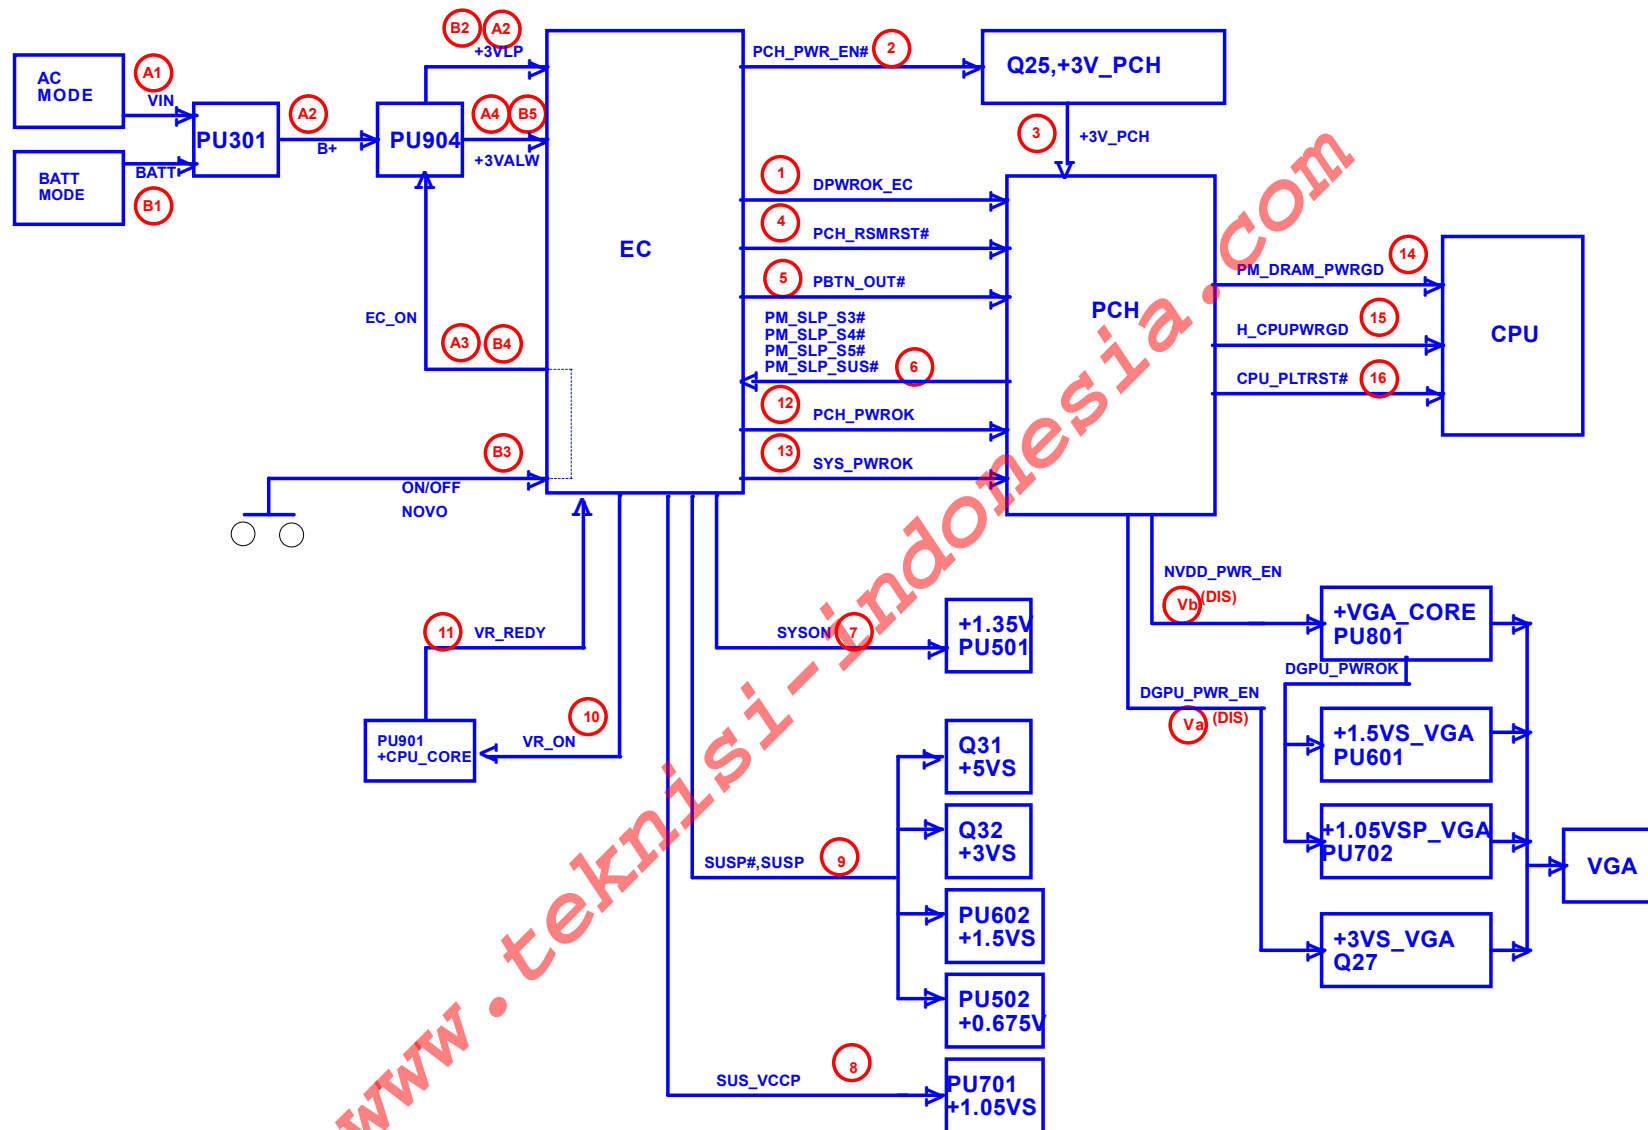 B2
A2
+3VLP
AC
MODE
A1
VIN
PU301
A2
B+
PU904
A4
B5
+3VALW
BATT
MODE
BATT
B1
EC
PCH_PWR_EN#
2
Q25,+3V_PCH
3
+3V_PCH
1
DPWROK_EC
4
PCH_RSMRST#
5
PBTN_OUT#
PM_SLP_S3#
PM_SLP_S4#
PM_SLP_S5#
PM_SLP_SUS#
6
12
PCH_PWROK
13
SYS_PWROK
PCH
PM_DRAM_PWRGD
14
H_CPUPWRGD
15
CPU_PLTRST#
16
CPU
EC_ON
A3
B4
B3
ON/OFF
NOVO
11
VR_REDY
10
VR_ON
PU901
+CPU_CORE
SYSON
7
+1.35V
PU501
Q31
+5VS
Q32
+3VS
SUSP#,SUSP
9
PU602
+1.5VS
PU502
+0.675V
SUS_VCCP
8
PU701
+1.05VS
NVDD_PWR_EN
Vb
(DIS)
DGPU_PWR_EN
Va
(DIS)
+VGA_CORE
PU801
DGPU_PWROK
+1.5VS_VGA
PU601
+1.05VSP_VGA
PU702
+3VS_VGA
Q27
VGA
www.teknisi-indonesia.com